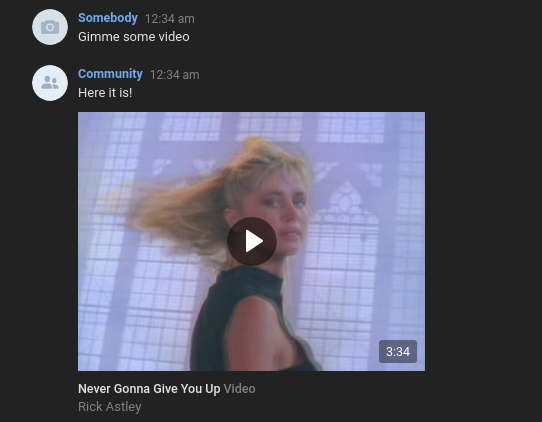 Somebody 12:34 am
Gimme some video
Community 12:34 am
Here it is!
3:34
Never Gonna Give You Up Video
Rick Astley